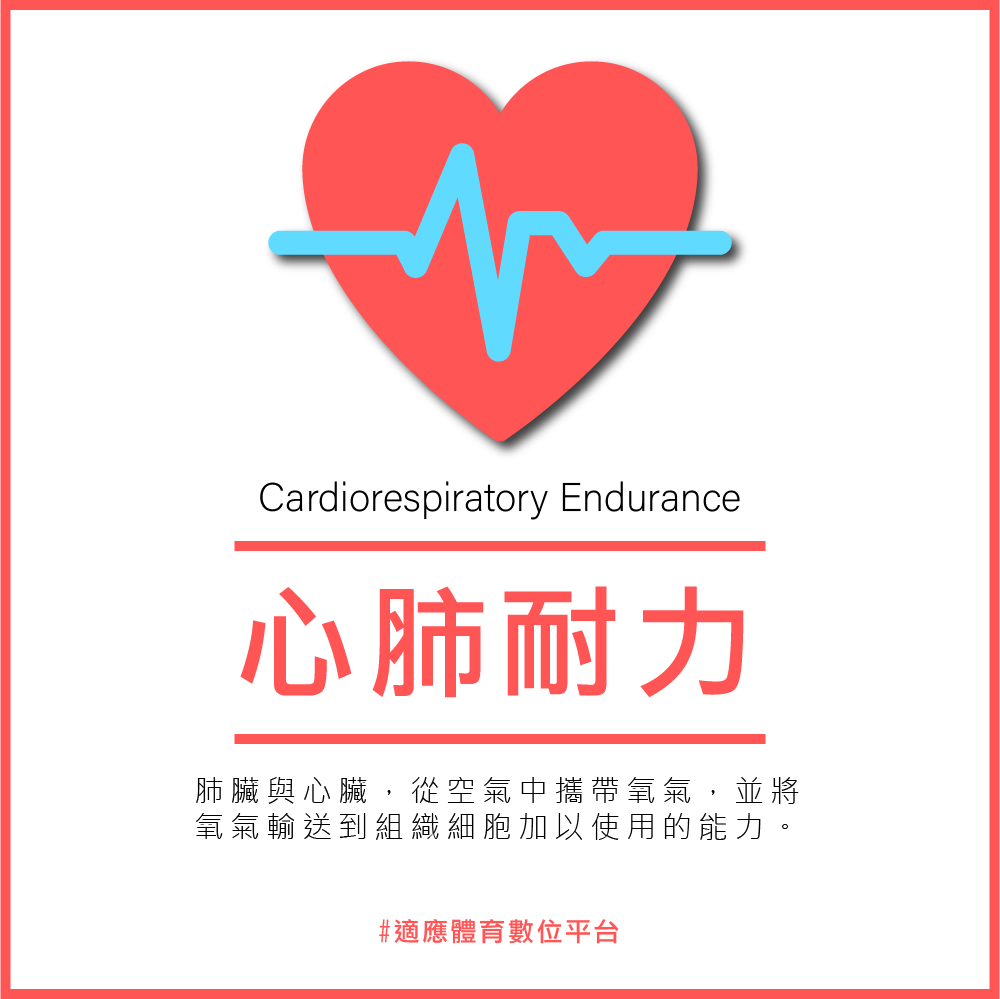 Cardiorespiratory Endurance
心肺耐力
肺臟與心臟，從空氣中攜帶氧氣，並將
氧氣輸送到組織細胞加以使用的能力。
#適應體育數位平台